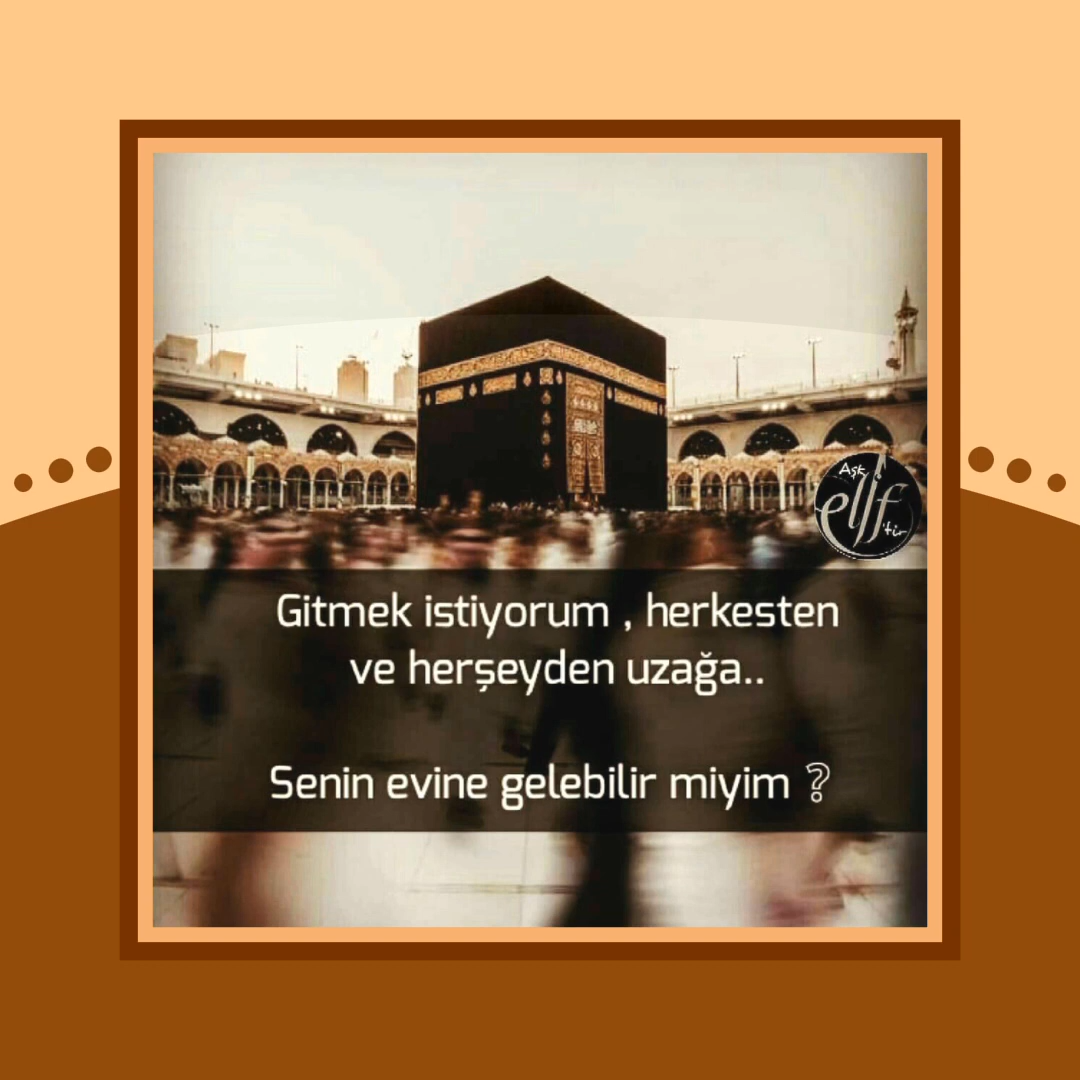 Aşk
elif
'tir
Gitmek istiyorum , herkesten
ve herşeyden uzağa..
Senin evine gelebilir miyim ?